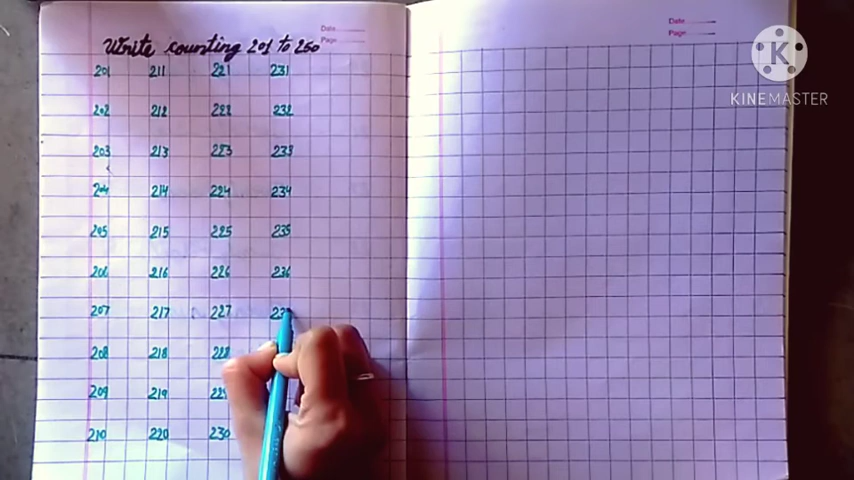 Date
Page
Write counting 201 to 250
201 211 221 231
202 212 222 232
203 213 223 233
204 214 224 234
205 215 225 235
206 216 226 236
207 217 227
208 218 228
209 219
210 220 230
Date
Page
K
KINEMASTER